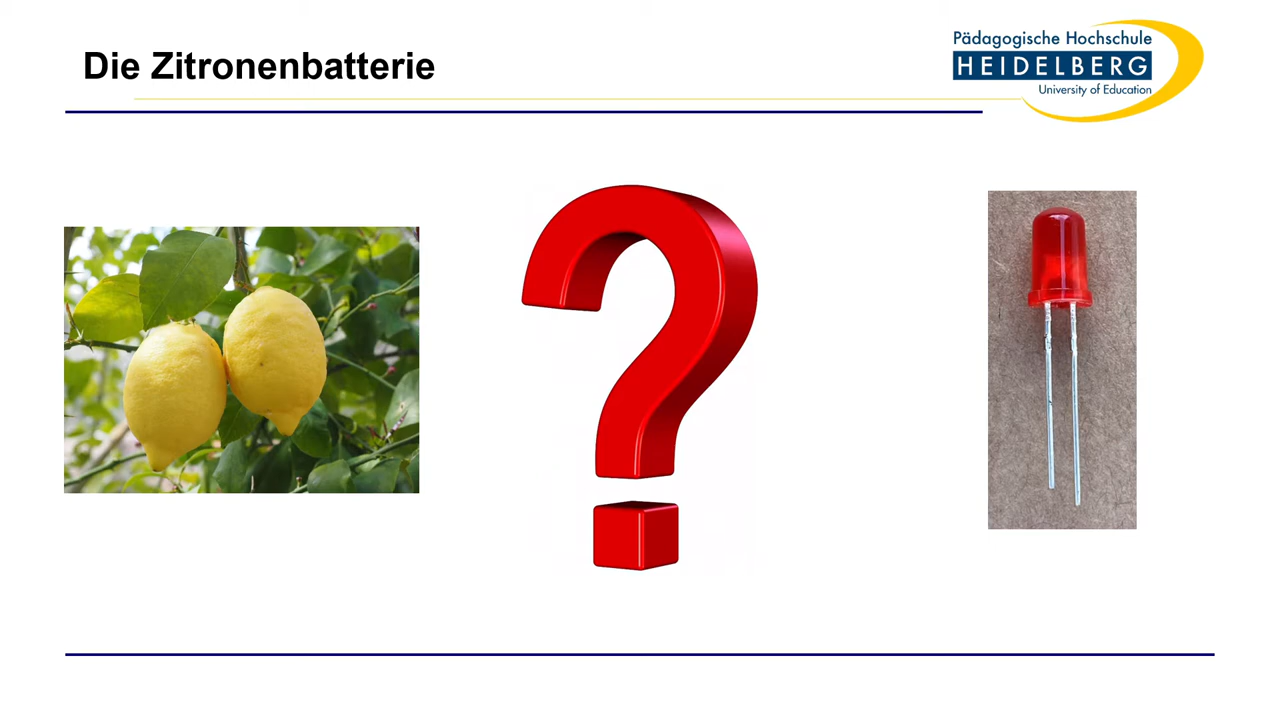 Die Zitronenbatterie
Pädagogische Hochschule
HEIDELBERG
University of Education